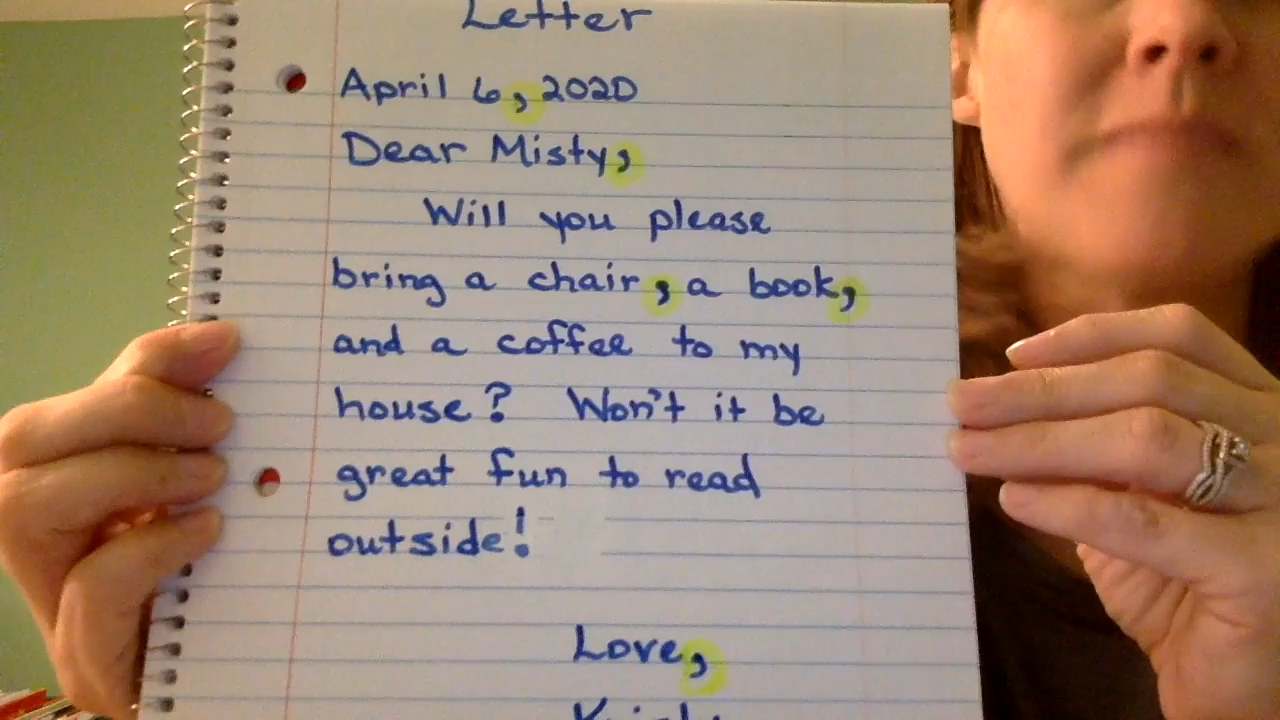 Letter
April 6, 2020
Dear Misty,
Will you please
bring a chair, a book,
and a coffee to my
house? Won't it be
great fun to read
outside!
Love,